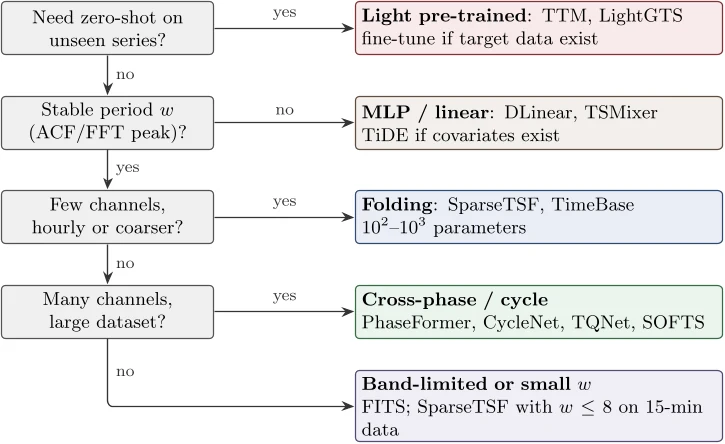 Need zero-shot on
unseen series?
yes
Light pre-trained: TTM, LightGTS
fine-tune if target data exist
no
Stable period w
(ACF/FFT peak)?
no
MLP / linear: DLinear, TSMixer
TiDE if covariates exist
yes
Few channels,
hourly or coarser?
yes
Folding: SparseTSF, TimeBase
10²–10³ parameters
no
Many channels,
large dataset?
yes
Cross-phase / cycle
PhaseFormer, CycleNet, TQNet, SOFTS
no
Band-limited or small w
FITS; SparseTSF with w ≤ 8 on 15-min
data